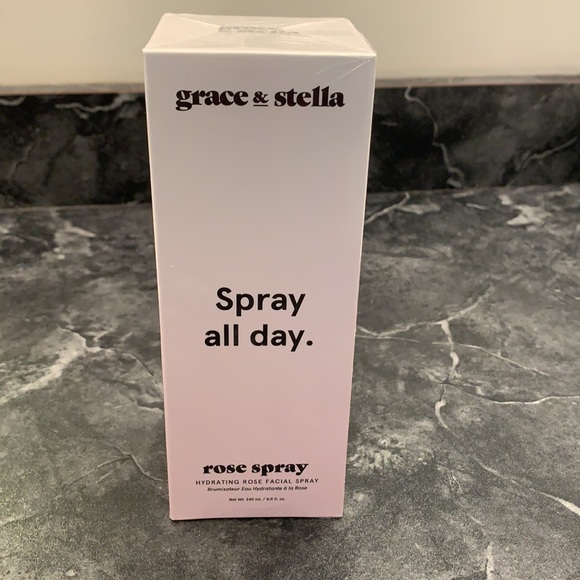 grace & stella
Spray
all day.
rose spray
HYDRATING ROSE FACIAL SPRAY
Brumisateur Eau Hydratante à la Rose
Net Wt. 240 mL / 8.0 fl. oz.